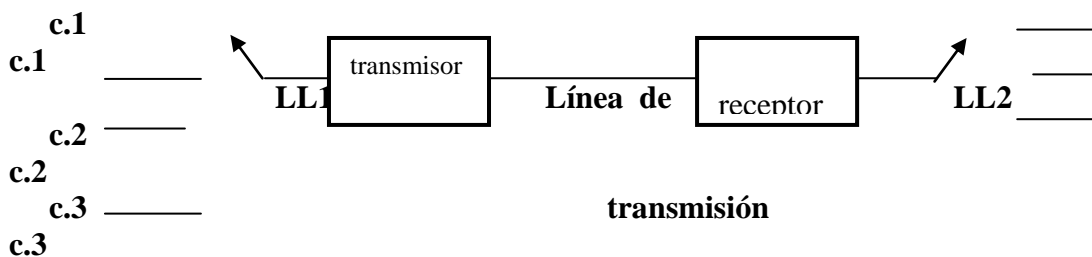 c.1
c.1
transmisor
LL1 Línea de receptor LL2
c.2
c.2
c.3 transmisión
c.3